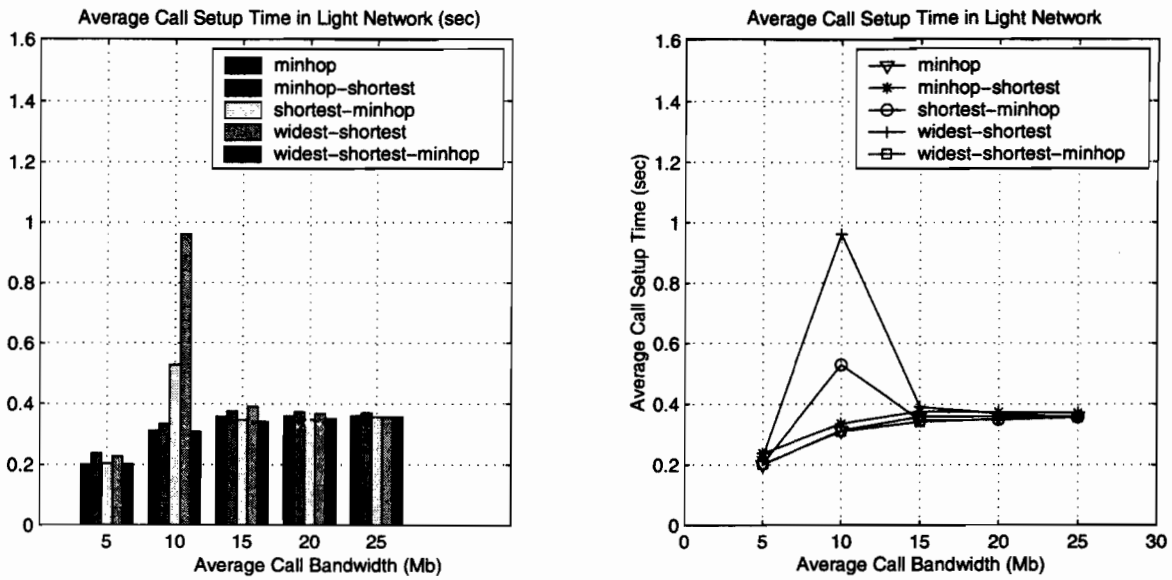 Average Call Setup Time in Light Network (sec)
1.6
1.4
1.2
1
0.8
0.6
0.4
0.2
0
minhop
minhop-shortest
shortest-minhop
widest-shortest
widest-shortest-minhop
5 10 15 20 25
Average Call Bandwidth (Mb)
Average Call Setup Time in Light Network
Average Call Setup Time (sec)
1.6
1.4
1.2
1
0.8
0.6
0.4
0.2
0
minhop
minhop-shortest
shortest-minhop
widest-shortest
widest-shortest-minhop
0 5 10 15 20 25 30
Average Call Bandwidth (Mb)